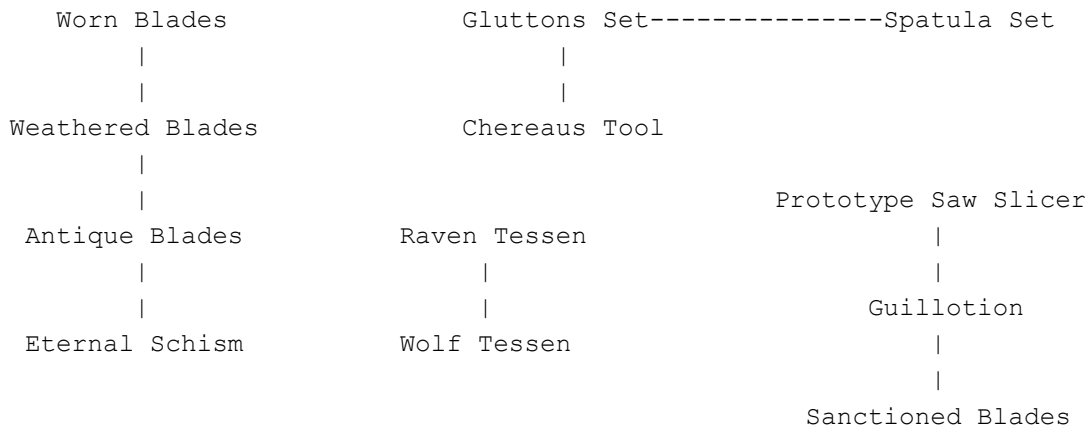 Worn Blades Gluttons Set---------------Spatula Set
| |
| |
Weathered Blades Chereaus Tool
|
| Prototype Saw Slicer
Antique Blades Raven Tessen |
| | |
| | Guillotion
Eternal Schism Wolf Tessen |
|
Sanctioned Blades